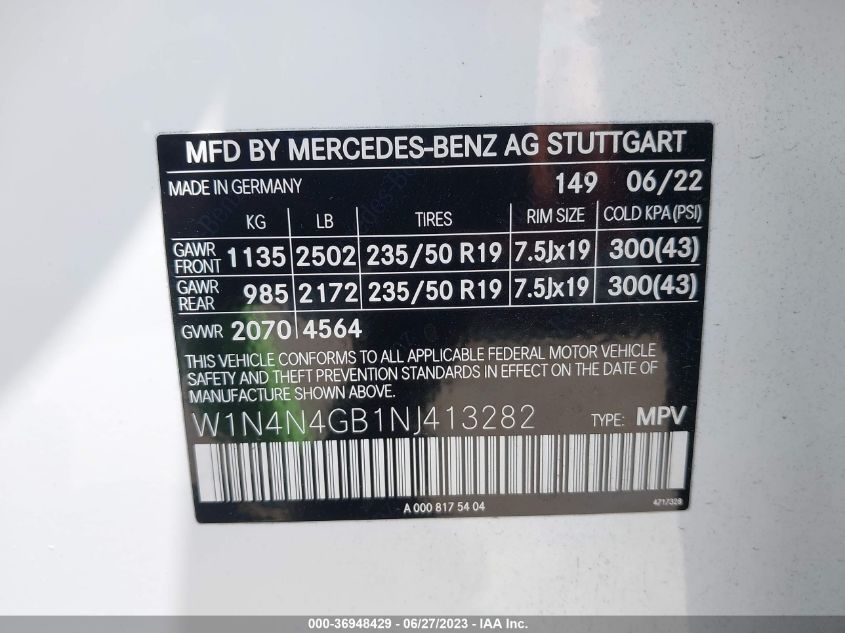 MFD BY MERCEDES-BENZ AG STUTTGART
MADE IN GERMANY 149 06/22
KG LB TIRES RIM SIZE COLD KPA(PSI)
GAWR FRONT 1135 2502 235/50 R19 7.5Jx19 300(43)
GAWR REAR 985 2172 235/50 R19 7.5Jx19 300(43)
GVWR 2070 4564
THIS VEHICLE CONFORMS TO ALL APPLICABLE FEDERAL MOTOR VEHICLE
SAFETY AND THEFT PREVENTION STANDARDS IN EFFECT ON THE DATE OF
MANUFACTURE SHOWN ABOVE.
W1N4N4GB1NJ413282 TYPE: MPV
A 000 817 54 04 4717328
000-36948429 - 06/27/2023 - IAA Inc.